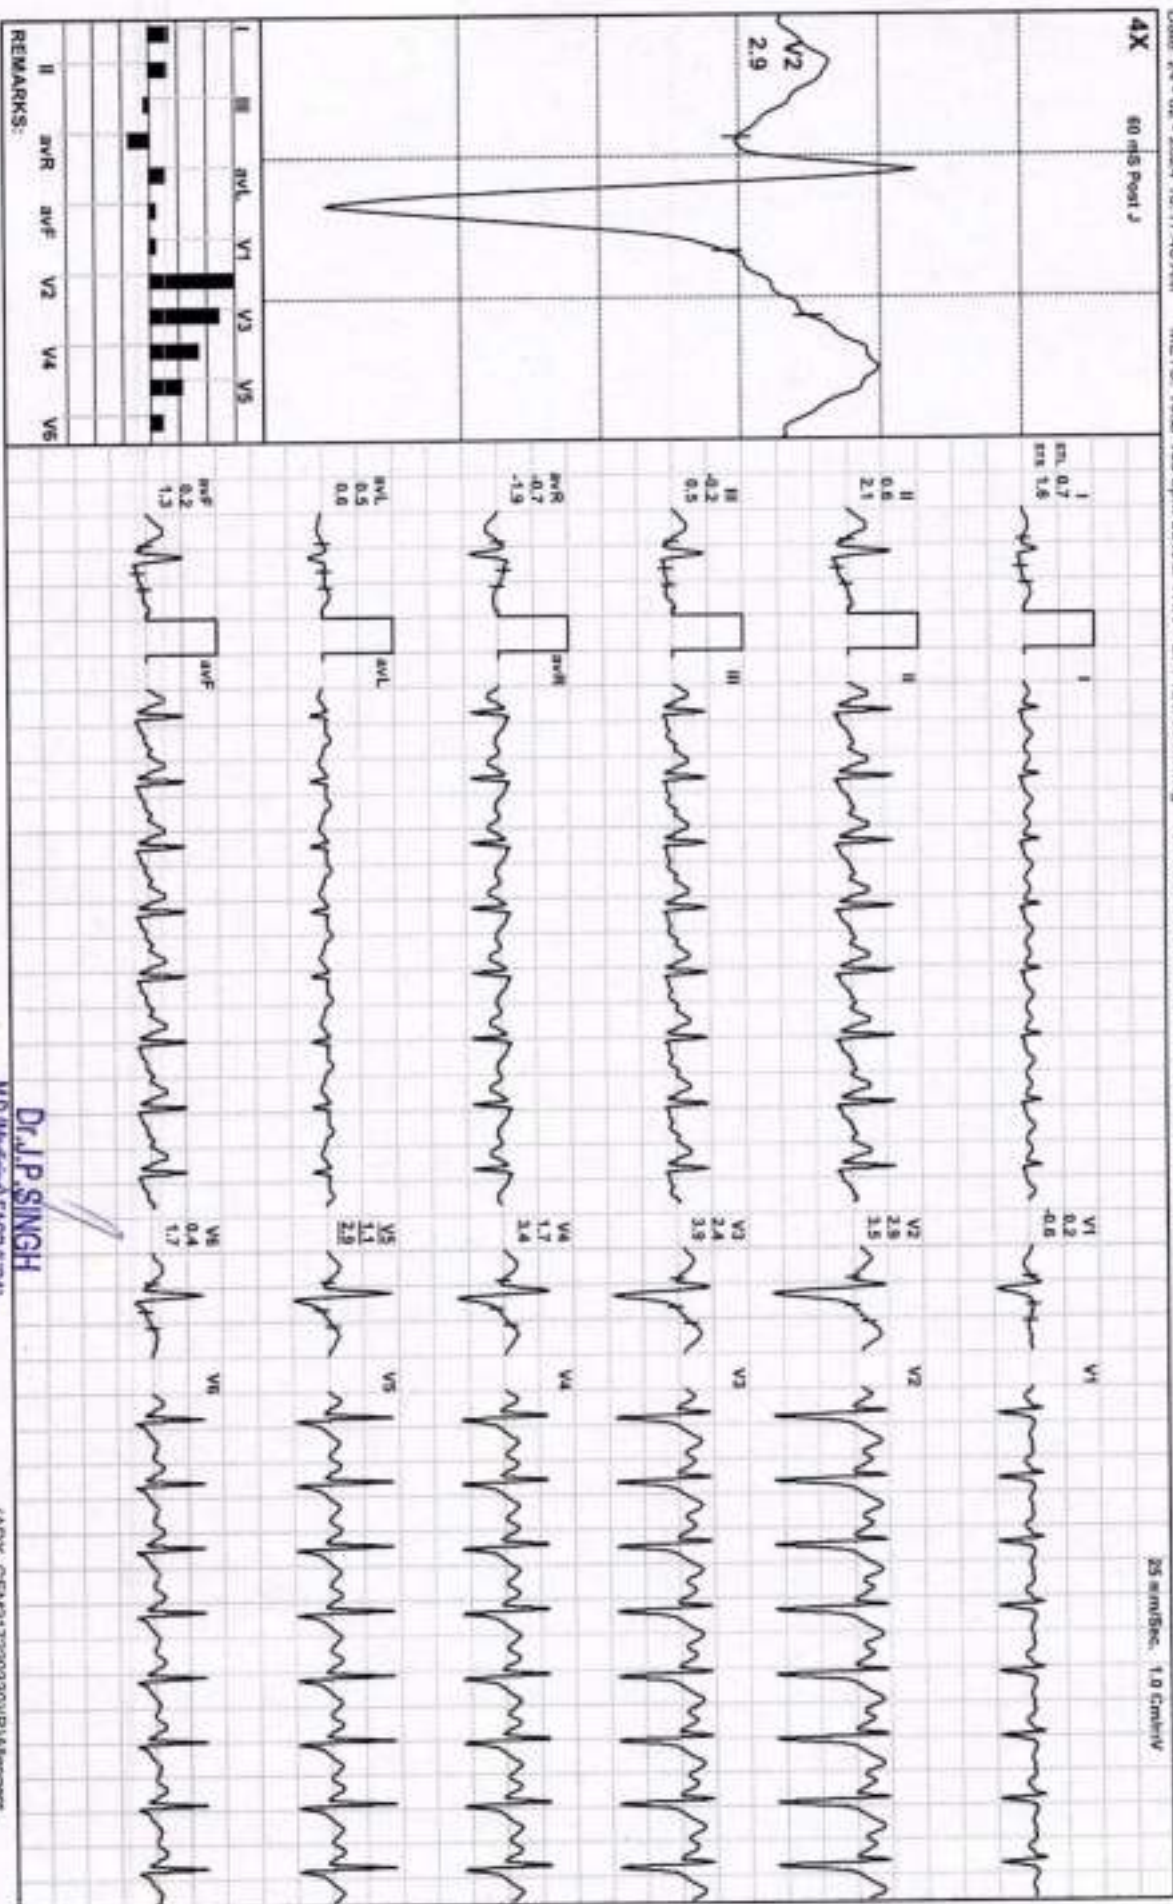 4X
60 mS Post J
25 mm/Sec. 1.0 Cm/mV
V2
2.9
I
STL 0.7
STS 1.6
I
V1
0.2
-0.6
V1
II
0.6
2.1
II
V2
2.9
3.5
V2
III
-0.2
0.5
III
V3
2.4
3.9
V3
avR
-0.7
-1.9
avR
V4
1.7
3.4
V4
avL
0.5
0.6
avL
V5
1.1
2.9
V5
avF
0.2
1.3
avF
V6
0.4
1.7
V6
I III avL V1 V3 V5
II avR avF V2 V4 V6
REMARKS:
Dr.J.P.SINGH